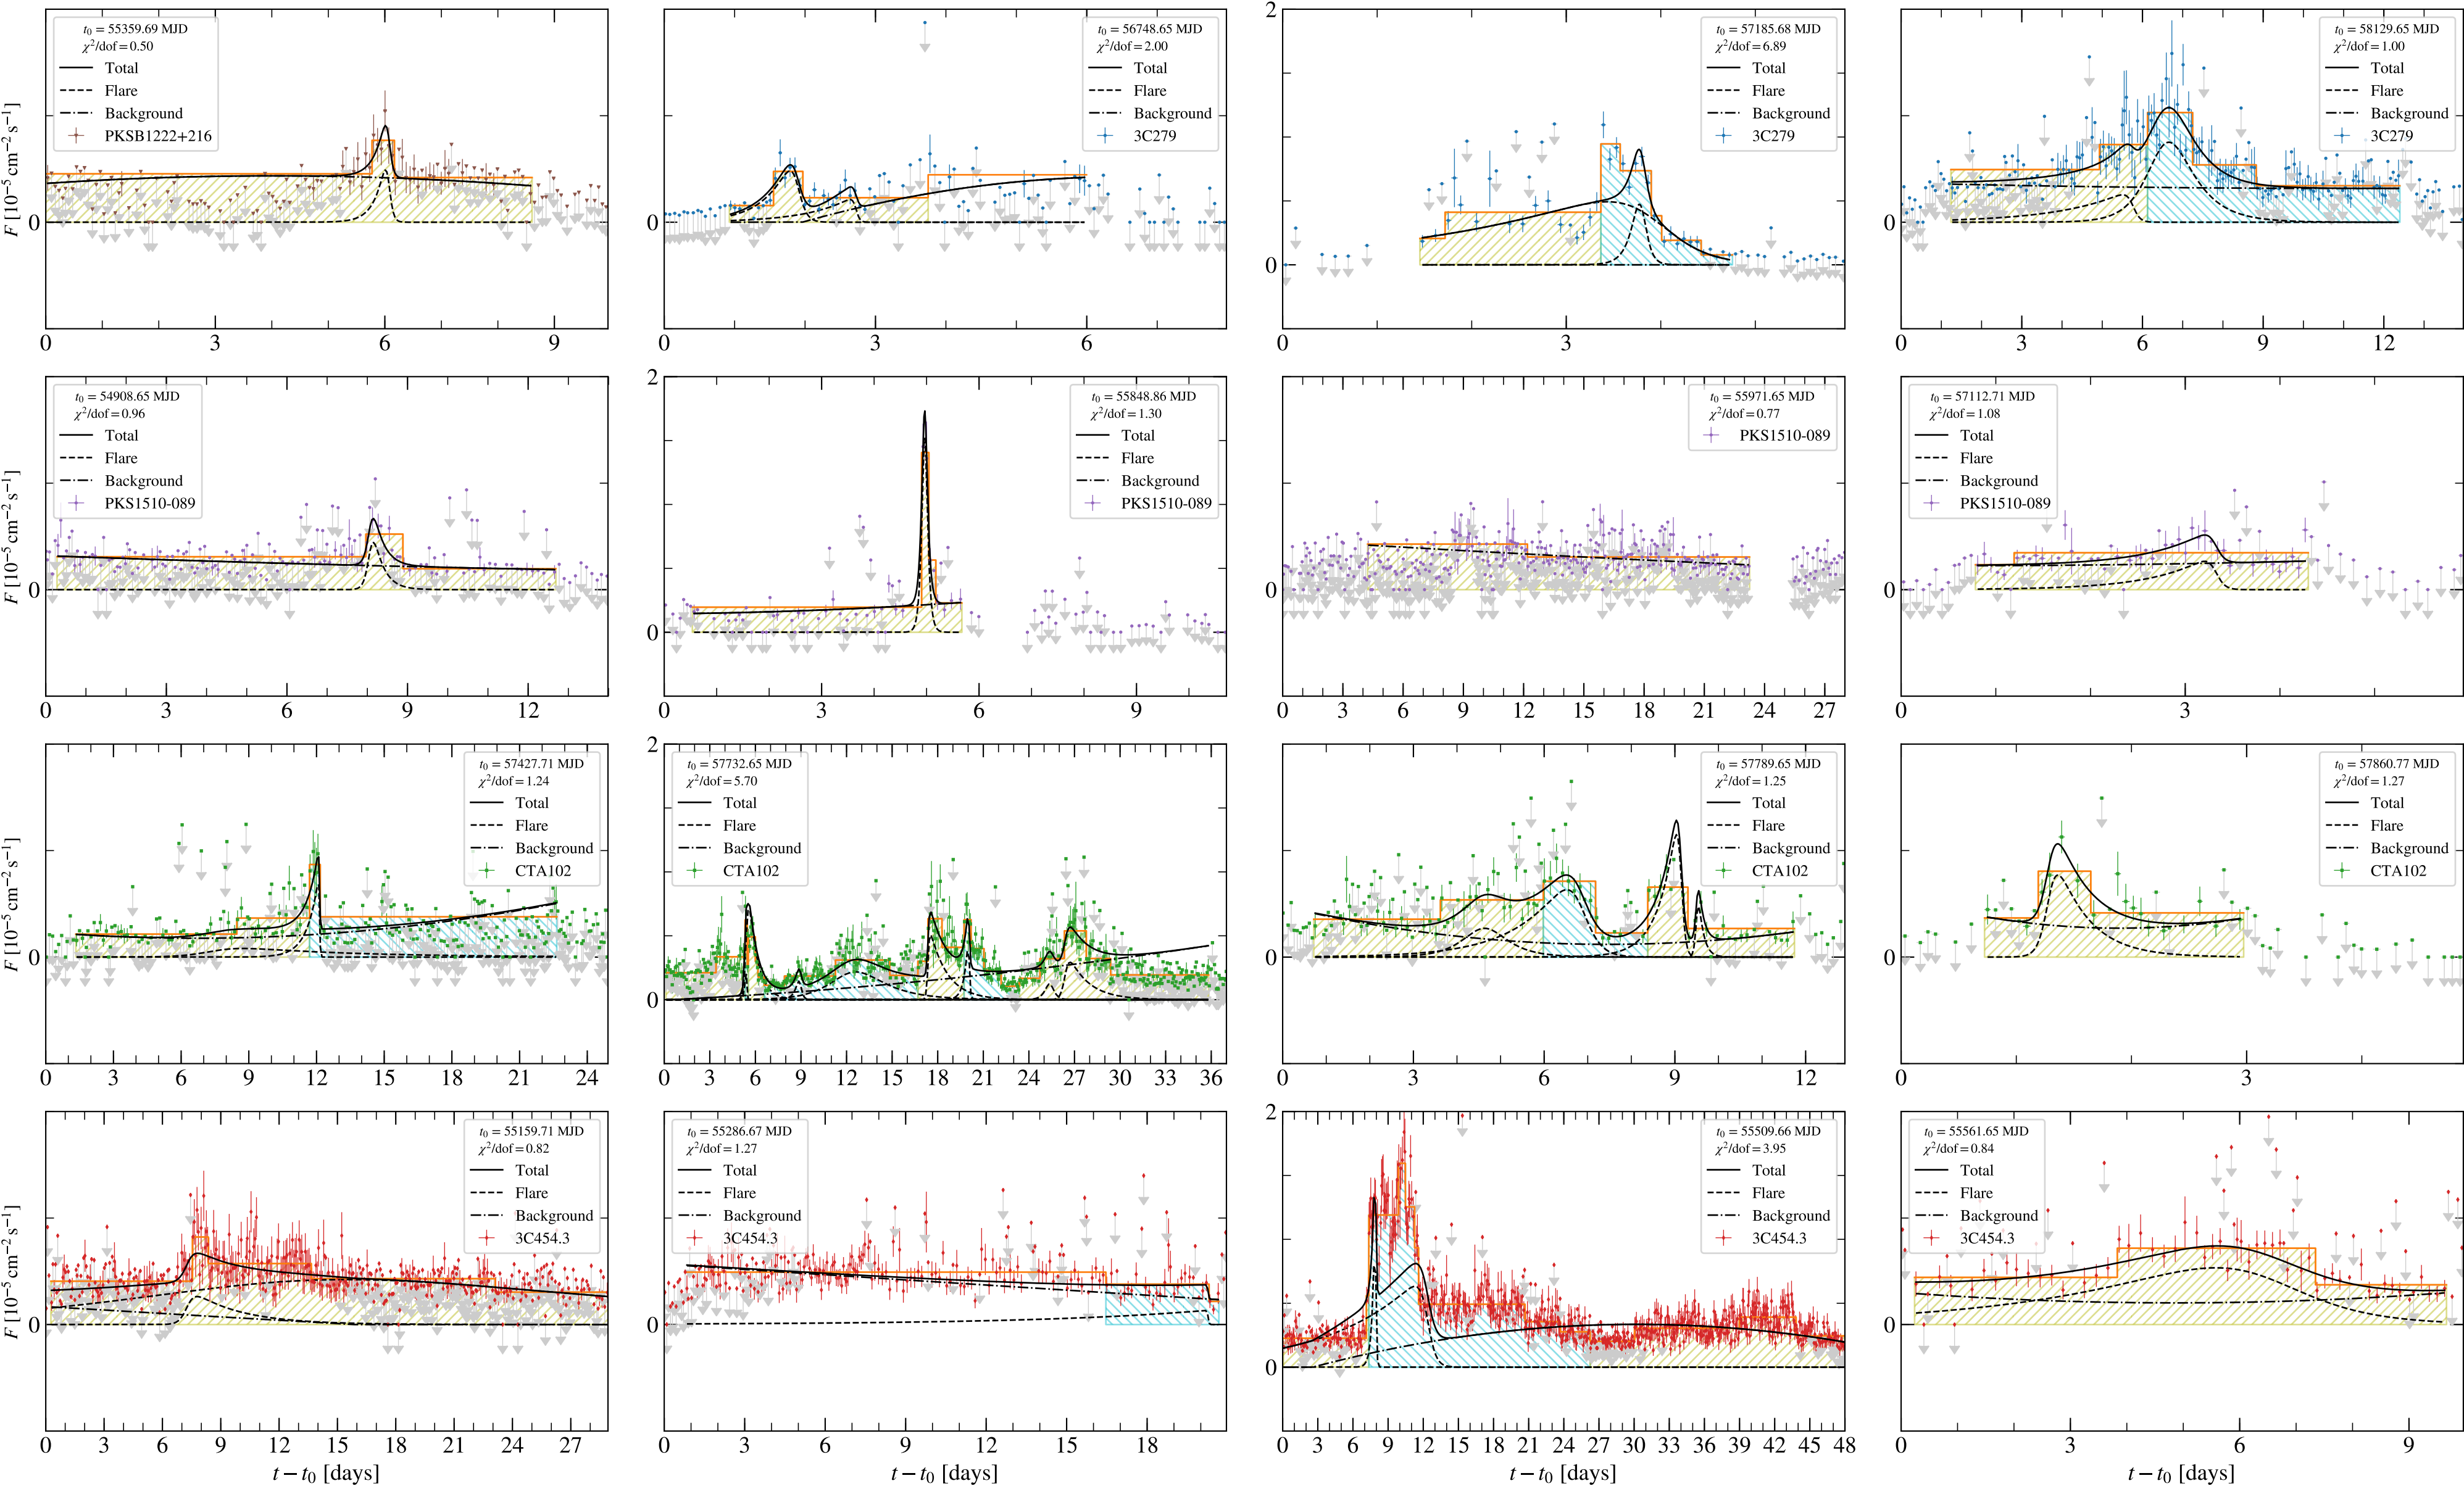 t₀ = 55359.69 MJD
χ²/dof = 0.50
Total
Flare
Background
PKSB1222+216
F [10⁻⁵ cm⁻² s⁻¹]
0
0 3 6 9
t₀ = 56748.65 MJD
χ²/dof = 2.00
Total
Flare
Background
3C279
0 3 6
t₀ = 57185.68 MJD
χ²/dof = 6.89
Total
Flare
Background
3C279
2
0
0 3
t₀ = 58129.65 MJD
χ²/dof = 1.00
Total
Flare
Background
3C279
0
0 3 6 9 12
t₀ = 54908.65 MJD
χ²/dof = 0.96
Total
Flare
Background
PKS1510-089
F [10⁻⁵ cm⁻² s⁻¹]
0
0 3 6 9 12
t₀ = 55848.86 MJD
χ²/dof = 1.30
Total
Flare
Background
PKS1510-089
2
0
0 3 6 9
t₀ = 55971.65 MJD
χ²/dof = 0.77
PKS1510-089
0
0 3 6 9 12 15 18 21 24 27
t₀ = 57112.71 MJD
χ²/dof = 1.08
Total
Flare
Background
PKS1510-089
0
0 3
t₀ = 57427.71 MJD
χ²/dof = 1.24
Total
Flare
Background
CTA102
F [10⁻⁵ cm⁻² s⁻¹]
0
0 3 6 9 12 15 18 21 24
t₀ = 57732.65 MJD
χ²/dof = 5.70
Total
Flare
Background
CTA102
2
0
0 3 6 9 12 15 18 21 24 27 30 33 36
t₀ = 57789.65 MJD
χ²/dof = 1.25
Total
Flare
Background
CTA102
0
0 3 6 9 12
t₀ = 57860.77 MJD
χ²/dof = 1.27
Total
Flare
Background
CTA102
0
0 3
t₀ = 55159.71 MJD
χ²/dof = 0.82
Total
Flare
Background
3C454.3
F [10⁻⁵ cm⁻² s⁻¹]
0
0 3 6 9 12 15 18 21 24 27
t − t₀ [days]
t₀ = 55286.67 MJD
χ²/dof = 1.27
Total
Flare
Background
3C454.3
0
0 3 6 9 12 15 18
t − t₀ [days]
t₀ = 55509.66 MJD
χ²/dof = 3.95
Total
Flare
Background
3C454.3
2
0
0 3 6 9 12 15 18 21 24 27 30 33 36 39 42 45 48
t − t₀ [days]
t₀ = 55561.65 MJD
χ²/dof = 0.84
Total
Flare
Background
3C454.3
0
0 3 6 9
t − t₀ [days]